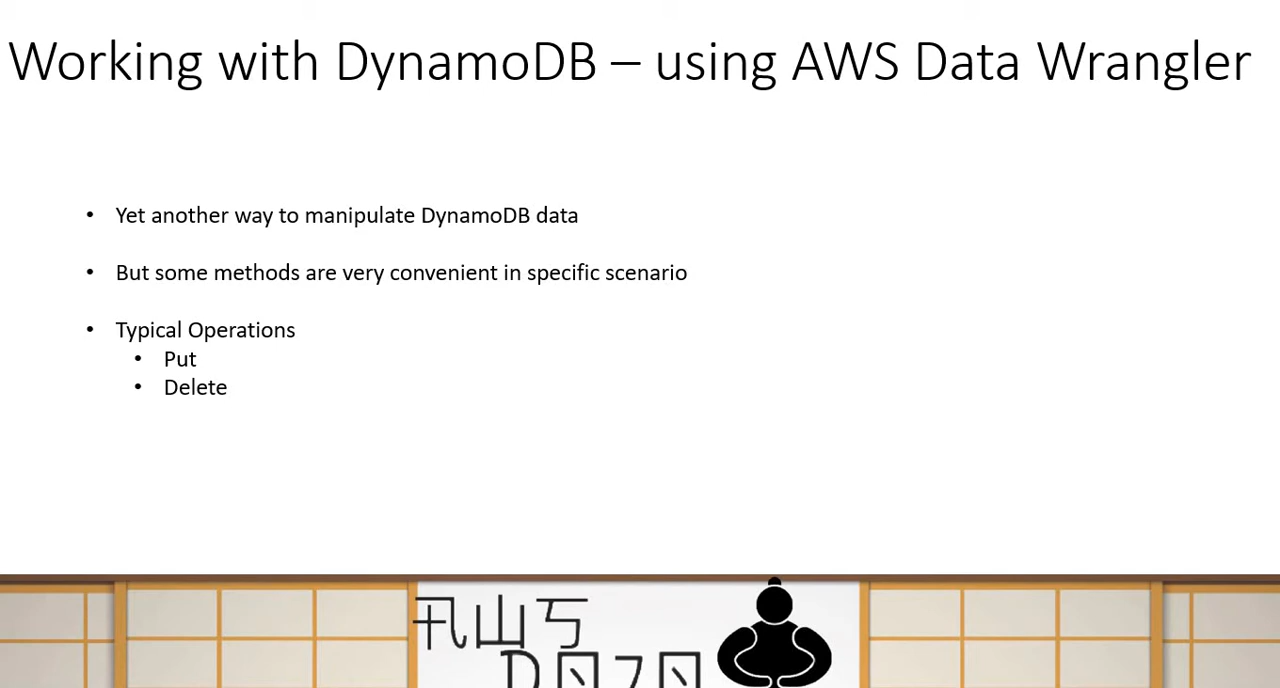 Working with DynamoDB – using AWS Data Wrangler
• Yet another way to manipulate DynamoDB data
• But some methods are very convenient in specific scenario
• Typical Operations
• Put
• Delete